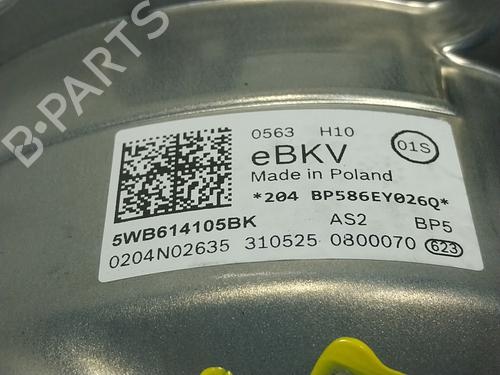 B-PARTS
0563 H10
eBKV
01S
Made in Poland
*204 BP586EY026Q*
5WB614105BK AS2 BP5
0204N02635 310525 0800070 623